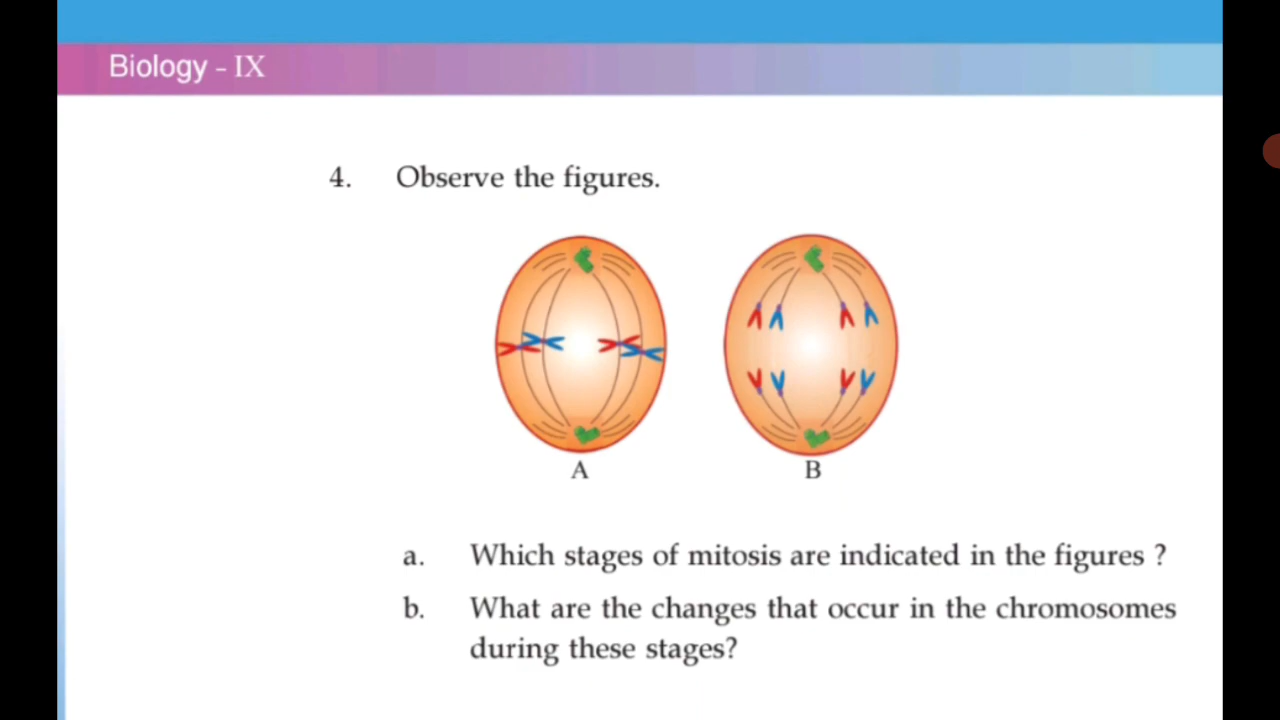 Biology - IX
4. Observe the figures.
A B
a. Which stages of mitosis are indicated in the figures ?
b. What are the changes that occur in the chromosomes
during these stages?